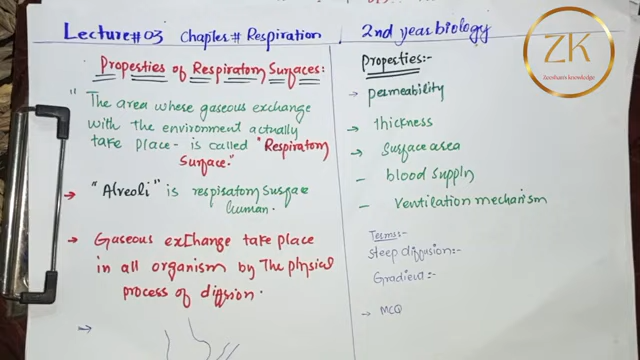 Lecture#03 Chapter# Respiration 2nd year biology
ZK
Zeeshan's knowledge
Properties of Respiratory Surfaces:
"The area whose gaseous exchange
with the environment actually
take place - is called "Respiratory
Surface."
→ "Alveoli" is respiratory surface
human.
→ Gaseous exchange take place
in all organism by The physical
process of diffusion.
Properties:-
→ permeability
→ thickness
→ Surface area
– blood supply
– Ventilation mechanism
Terms:-
Steep diffusion:-
Gradient:-
→ MCQ